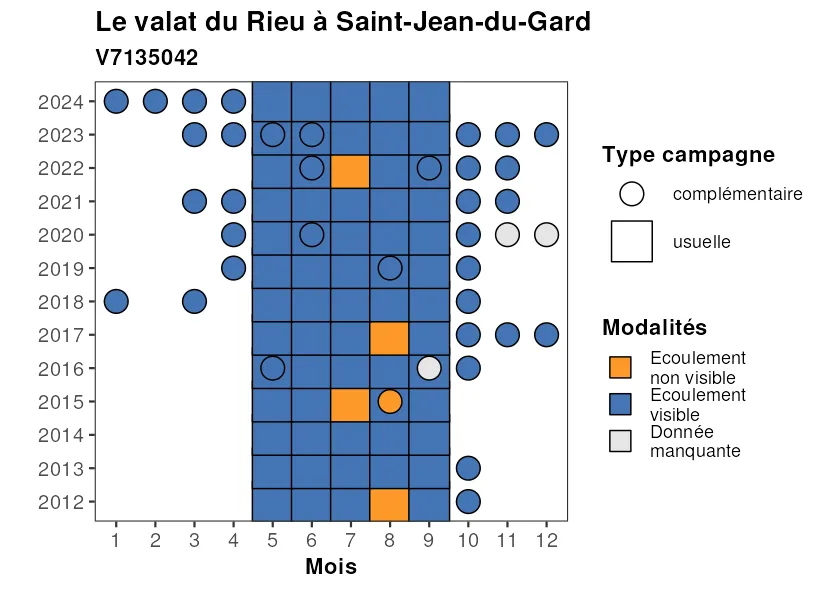 Le valat du Rieu à Saint-Jean-du-Gard
V7135042
2024
2023
2022
2021
2020
2019
2018
2017
2016
2015
2014
2013
2012
1 2 3 4 5 6 7 8 9 10 11 12
Mois
Type campagne
complémentaire
usuelle
Modalités
Ecoulement
non visible
Ecoulement
visible
Donnée
manquante